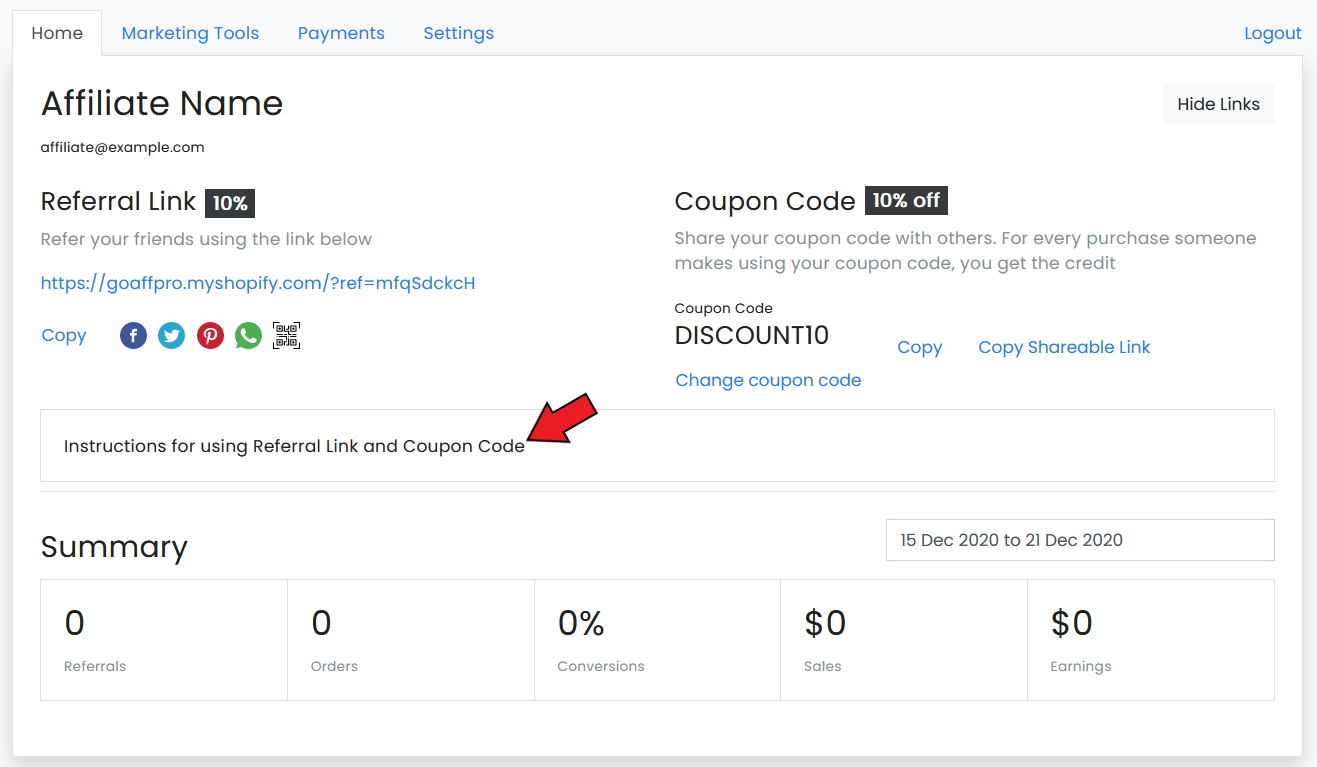 Home Marketing Tools Payments Settings Logout
Affiliate Name
Hide Links
affiliate@example.com
Referral Link 10%
Refer your friends using the link below
https://goaffpro.myshopify.com/?ref=mfqSdckcH
Copy
Coupon Code 10% off
Share your coupon code with others. For every purchase someone
makes using your coupon code, you get the credit
Coupon Code
DISCOUNT10
Copy Copy Shareable Link
Change coupon code
Instructions for using Referral Link and Coupon Code
Summary
15 Dec 2020 to 21 Dec 2020
0
Referrals
0
Orders
0%
Conversions
$0
Sales
$0
Earnings